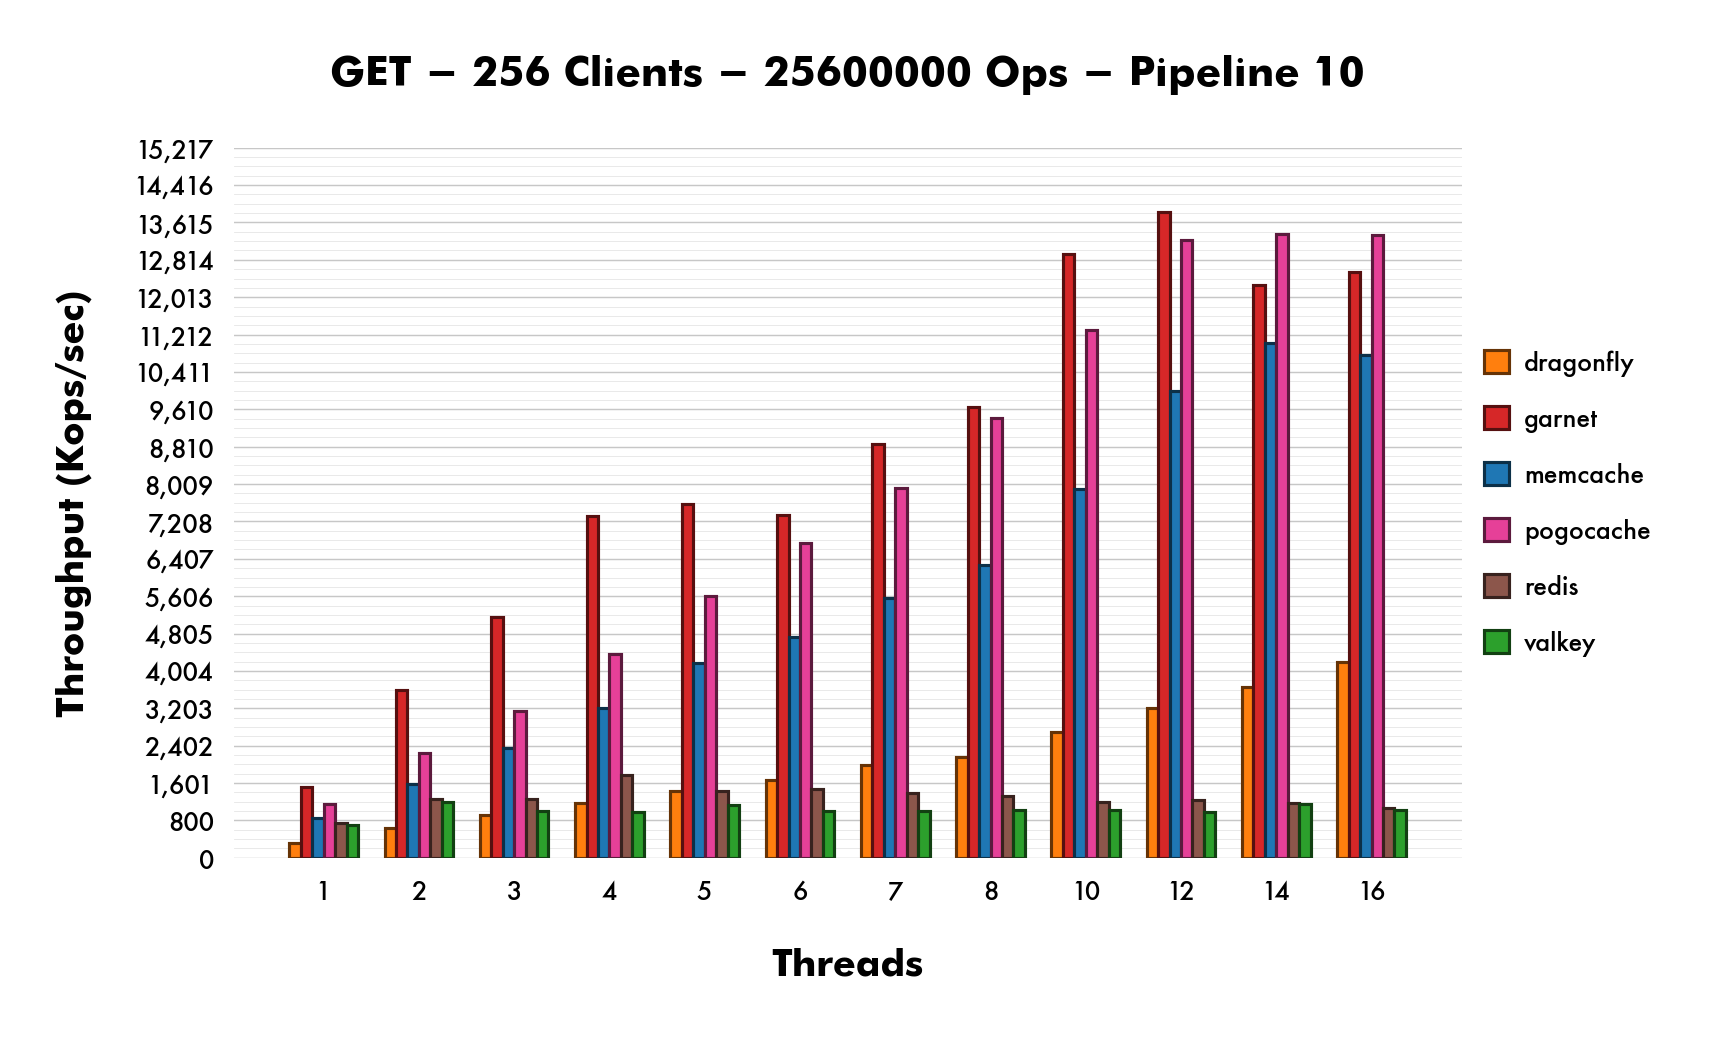 GET – 256 Clients – 25600000 Ops – Pipeline 10
Throughput (Kops/sec)
15,217
14,416
13,615
12,814
12,013
11,212
10,411
9,610
8,810
8,009
7,208
6,407
5,606
4,805
4,004
3,203
2,402
1,601
800
0
1 2 3 4 5 6 7 8 10 12 14 16
Threads
dragonfly
garnet
memcache
pogocache
redis
valkey